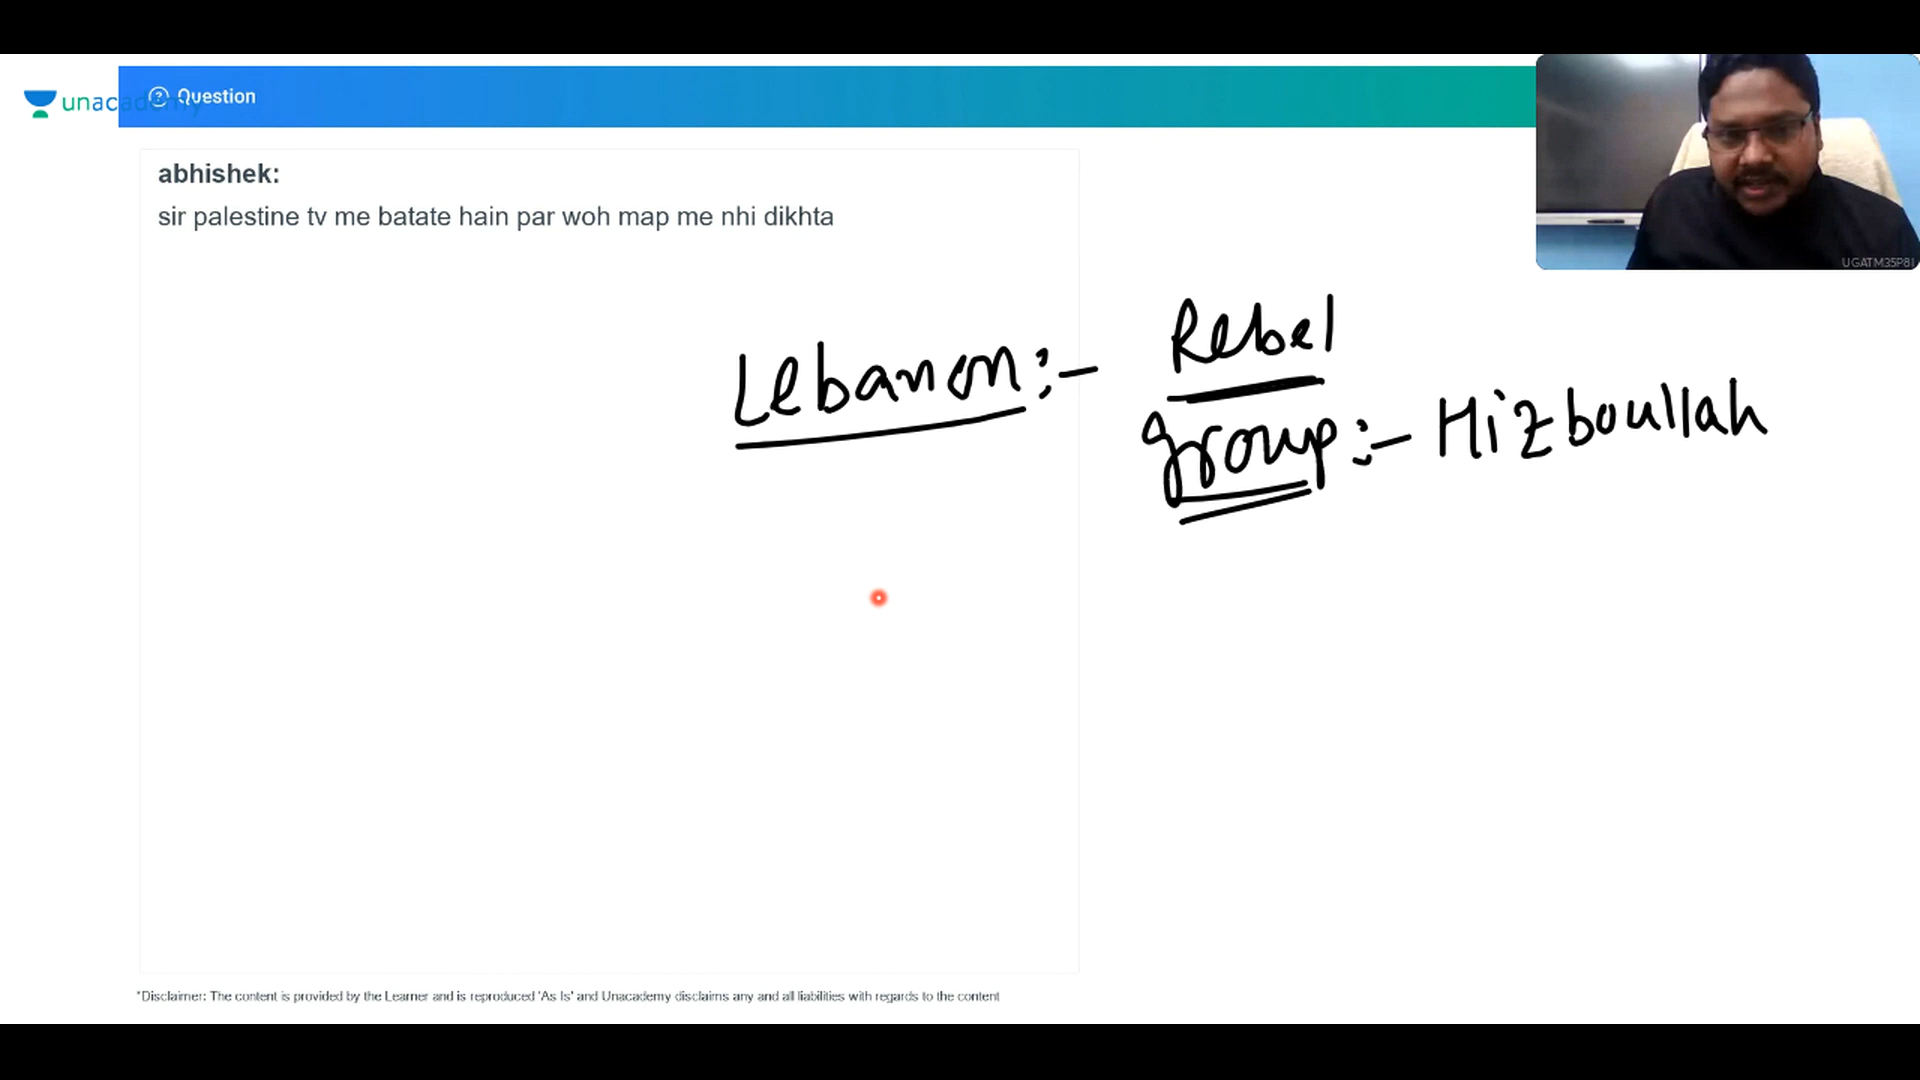 unacademy
Question
abhishek:
sir palestine tv me batate hain par woh map me nhi dikhta
Lebanon:- Rebel
group:- Hizboullah
UGATM35P8I
*Disclaimer: The content is provided by the Learner and is reproduced 'As Is' and Unacademy disclaims any and all liabilities with regards to the content